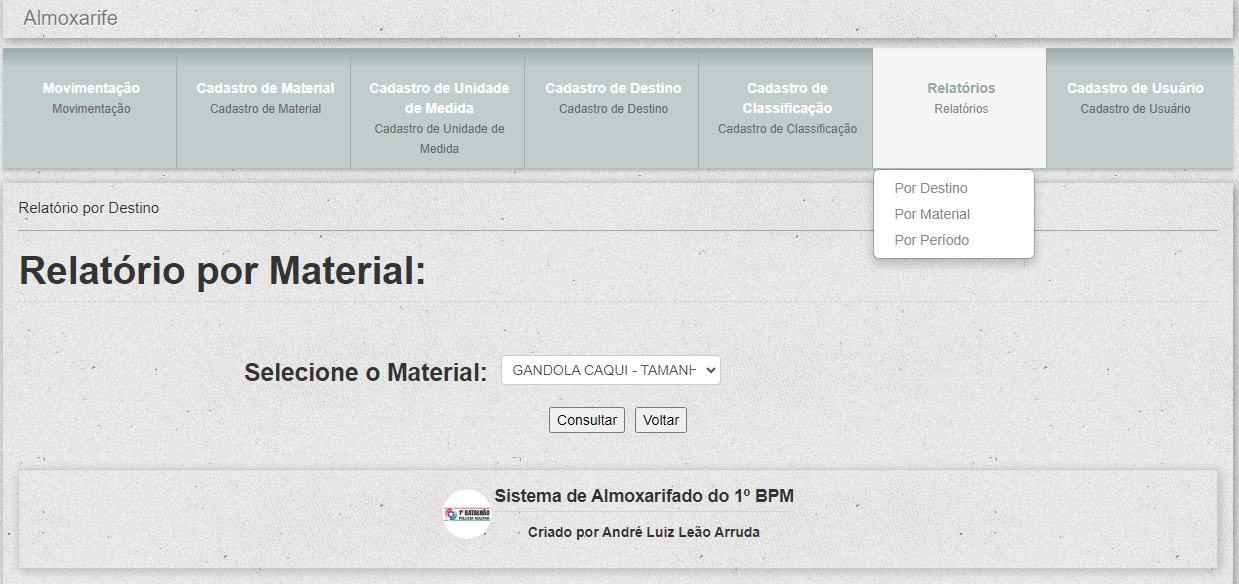 Almoxarife
Movimentação
Movimentação
Cadastro de Material
Cadastro de Material
Cadastro de Unidade
de Medida
Cadastro de Unidade de
Medida
Cadastro de Destino
Cadastro de Destino
Cadastro de
Classificação
Cadastro de Classificação
Relatórios
Relatórios
Cadastro de Usuário
Cadastro de Usuário
Por Destino
Por Material
Por Período
Relatório por Destino
Relatório por Material:
Selecione o Material:
GANDOLA CAQUI - TAMANH
Consultar
Voltar
1º BATALHÃO
POLÍCIA MILITAR
Sistema de Almoxarifado do 1º BPM
Criado por André Luiz Leão Arruda